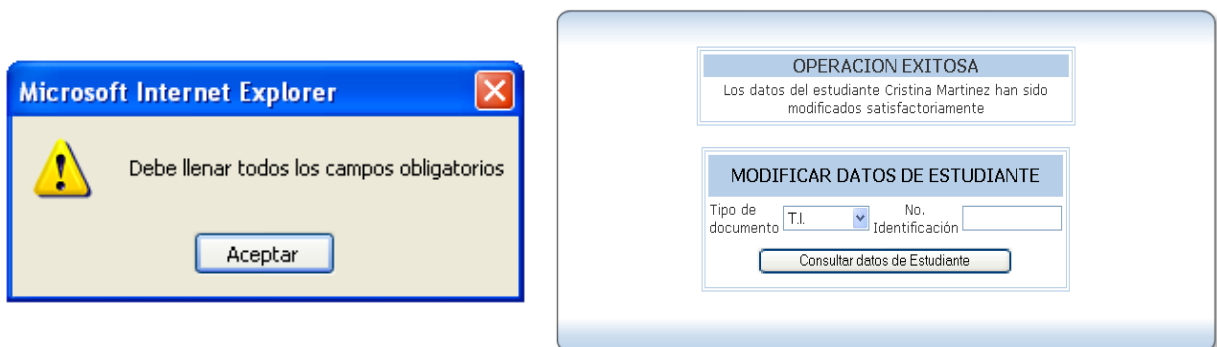 Microsoft Internet Explorer
Debe llenar todos los campos obligatorios
Aceptar
OPERACION EXITOSA
Los datos del estudiante Cristina Martinez han sido
modificados satisfactoriamente
MODIFICAR DATOS DE ESTUDIANTE
Tipo de
documento
T.I.
No.
Identificación
Consultar datos de Estudiante